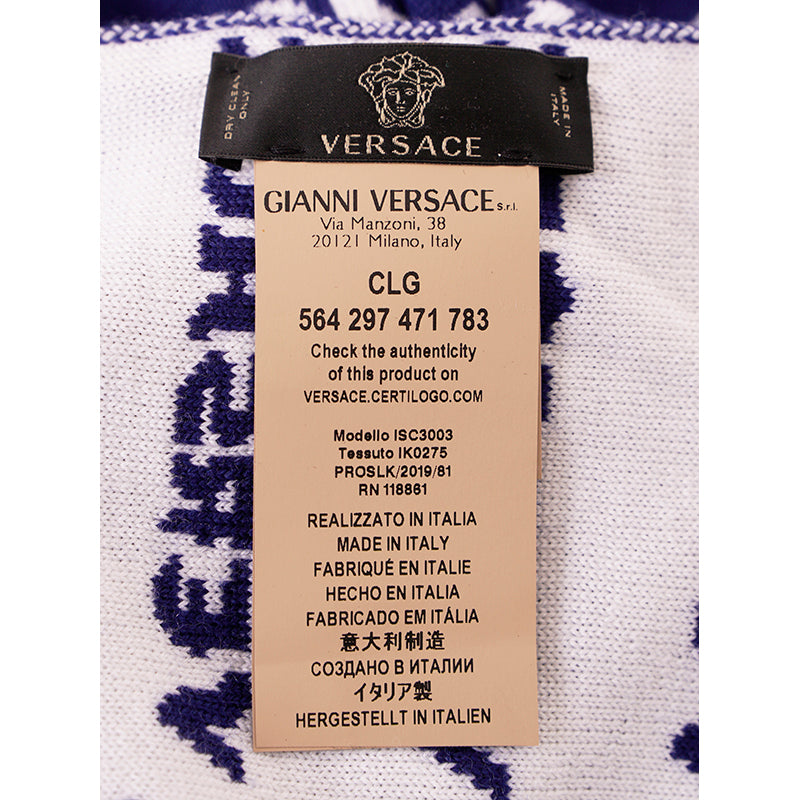 DRY CLEAN
ONLY
VERSACE
MADE IN
ITALY
GIANNI VERSACE S.r.l.
Via Manzoni, 38
20121 Milano, Italy
CLG
564 297 471 783
Check the authenticity
of this product on
VERSACE.CERTILOGO.COM
Modello ISC3003
Tessuto IK0275
PROSLK/2019/81
RN 118861
REALIZZATO IN ITALIA
MADE IN ITALY
FABRIQUÉ EN ITALIE
HECHO EN ITALIA
FABRICADO EM ITÁLIA
意大利制造
СОЗДАНО В ИТАЛИИ
イタリア製
HERGESTELLT IN ITALIEN